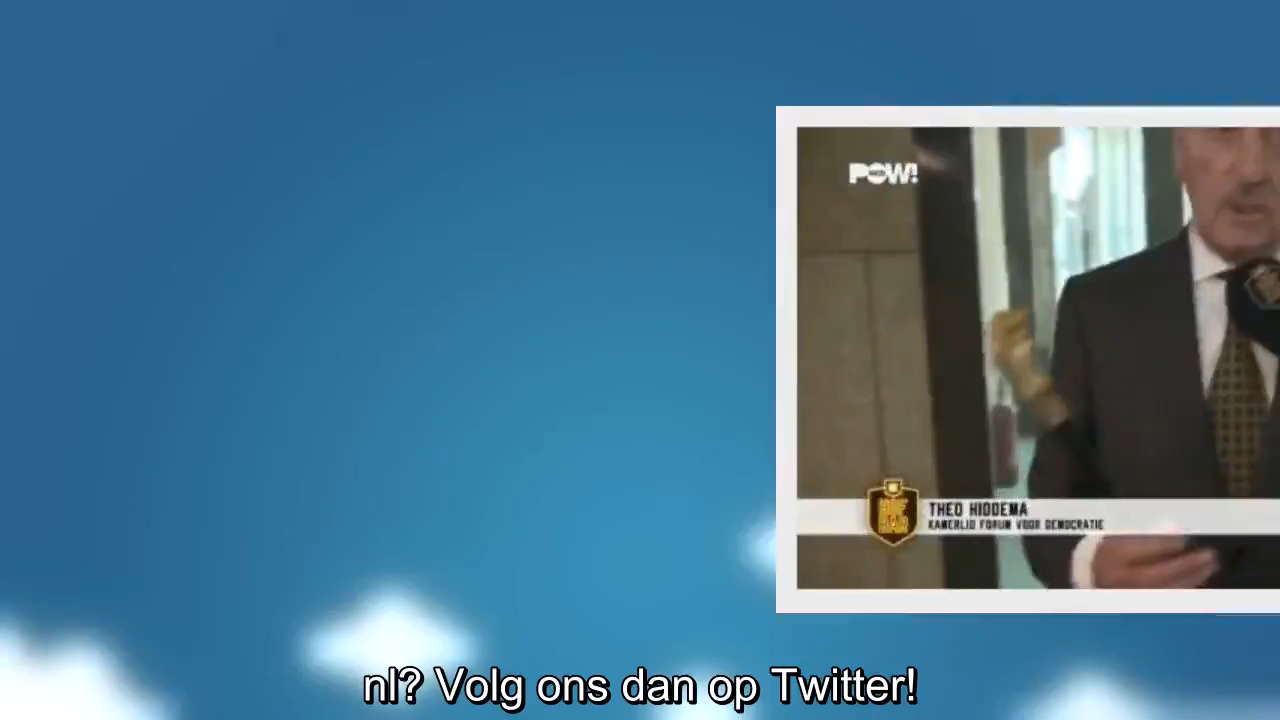 POW!
THEO HIDDEMA
KAMERLID FORUM VOOR DEMOCRATIE
nl? Volg ons dan op Twitter!